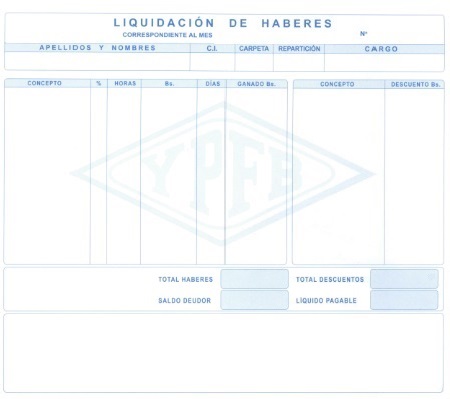 LIQUIDACIÓN DE HABERES
CORRESPONDIENTE AL MES N°
APELLIDOS Y NOMBRES C.I. CARPETA REPARTICIÓN CARGO
CONCEPTO % HORAS Bs. DÍAS GANADO Bs. CONCEPTO DESCUENTO Bs.
YPFB
TOTAL HABERES TOTAL DESCUENTOS
SALDO DEUDOR LÍQUIDO PAGABLE